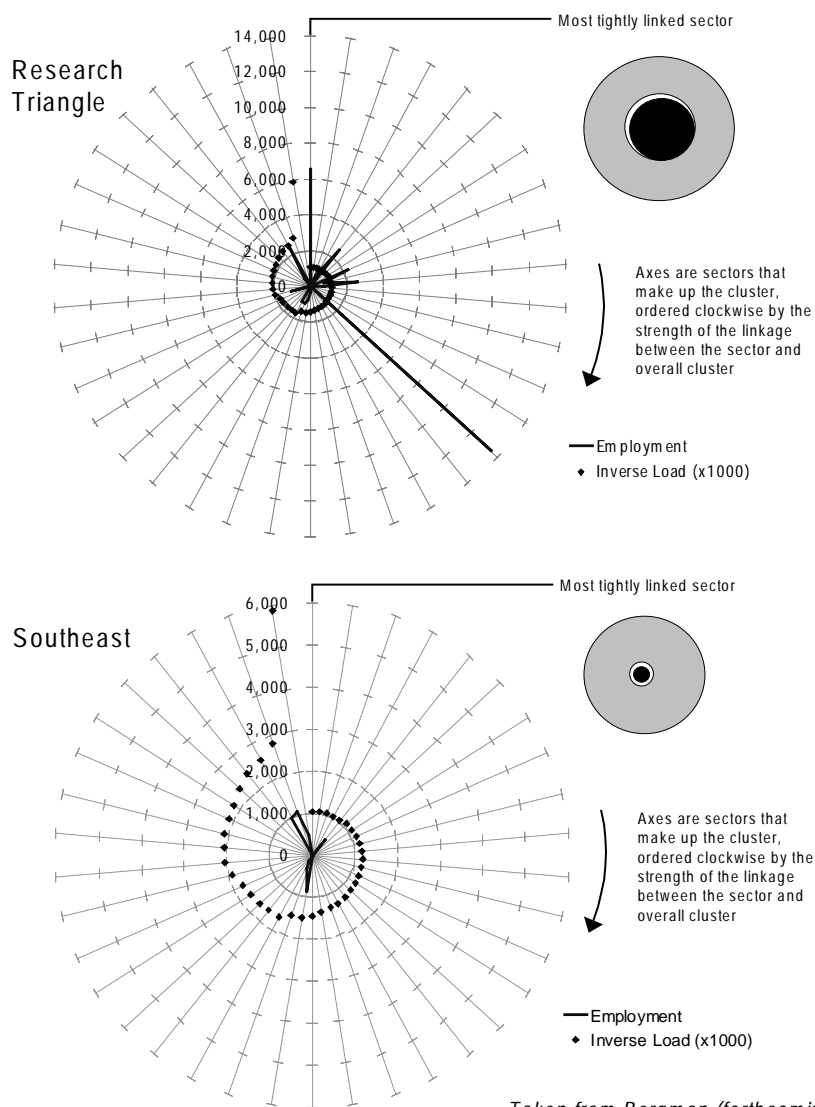 Most tightly linked sector
14,000
Research
Triangle
12,000
10,000
8,000
6,000
4,000
2,000
0
Axes are sectors that
make up the cluster,
ordered clockwise by the
strength of the linkage
between the sector and
overall cluster
Employment
Inverse Load (x1000)
Most tightly linked sector
6,000
Southeast
5,000
4,000
3,000
2,000
1,000
0
Axes are sectors that
make up the cluster,
ordered clockwise by the
strength of the linkage
between the sector and
overall cluster
Employment
Inverse Load (x1000)